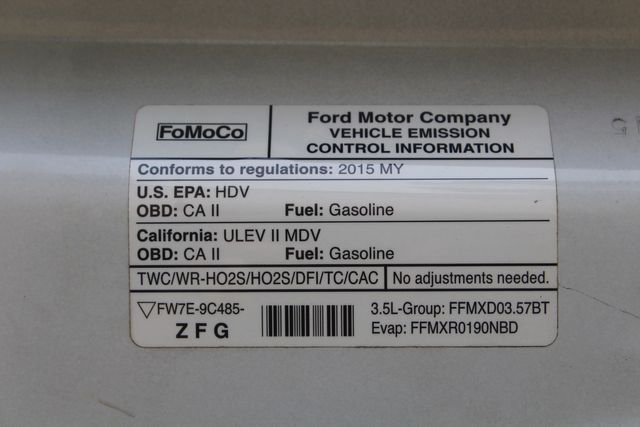 FoMoCo
Ford Motor Company
VEHICLE EMISSION
CONTROL INFORMATION
Conforms to regulations: 2015 MY
U.S. EPA: HDV
OBD: CA II Fuel: Gasoline
California: ULEV II MDV
OBD: CA II Fuel: Gasoline
TWC/WR-HO2S/HO2S/DFI/TC/CAC No adjustments needed.
▽FW7E-9C485-
Z F G
3.5L-Group: FFMXD03.57BT
Evap: FFMXR0190NBD